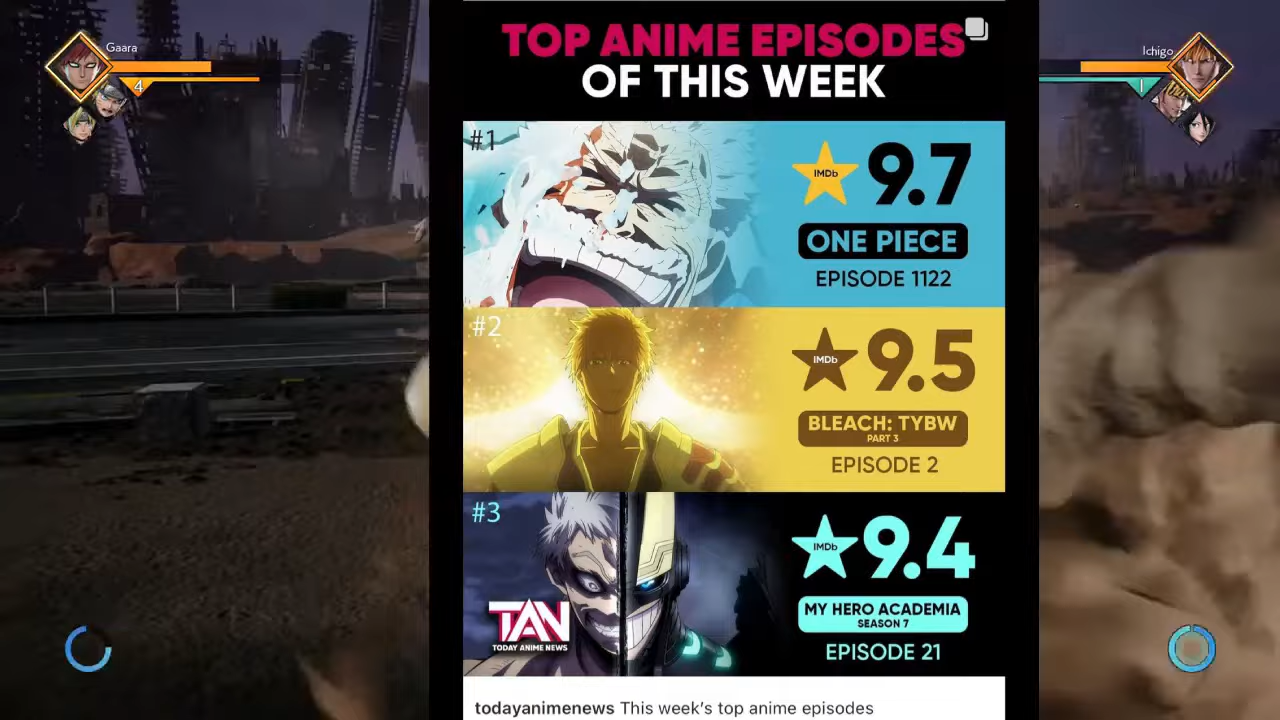 Gaara
4
Ichigo
1
TOP ANIME EPISODES
OF THIS WEEK
#1
IMDb
9.7
ONE PIECE
EPISODE 1122
#2
IMDb
9.5
BLEACH: TYBW
PART 3
EPISODE 2
#3
IMDb
9.4
MY HERO ACADEMIA
SEASON 7
EPISODE 21
TAN
TODAY ANIME NEWS
todayanimenews This week's top anime episodes